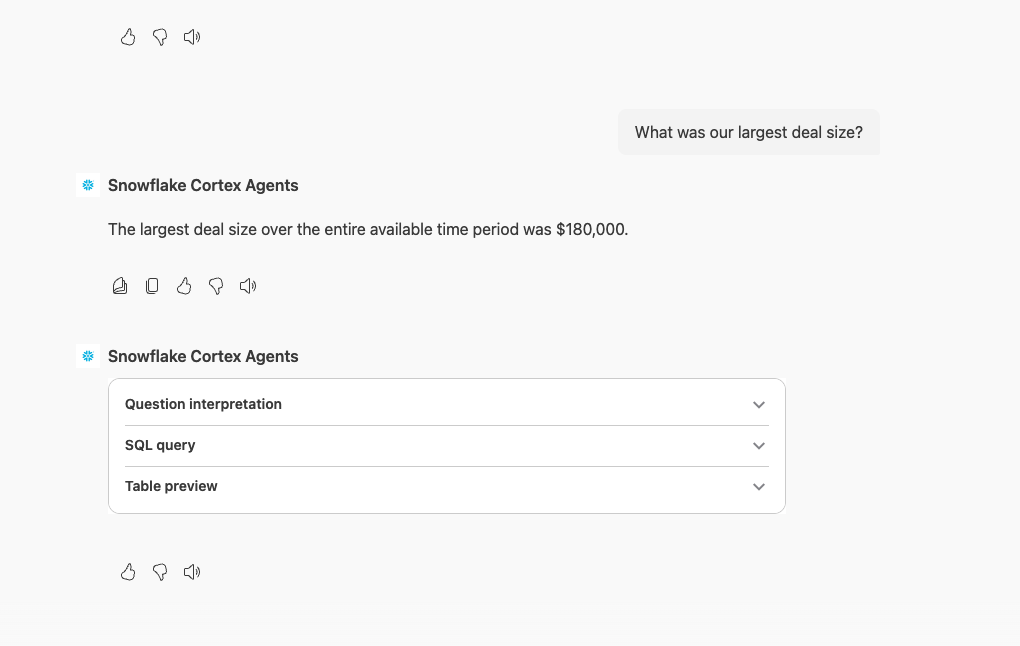 What was our largest deal size?
Snowflake Cortex Agents
The largest deal size over the entire available time period was $180,000.
Snowflake Cortex Agents
Question interpretation
SQL query
Table preview